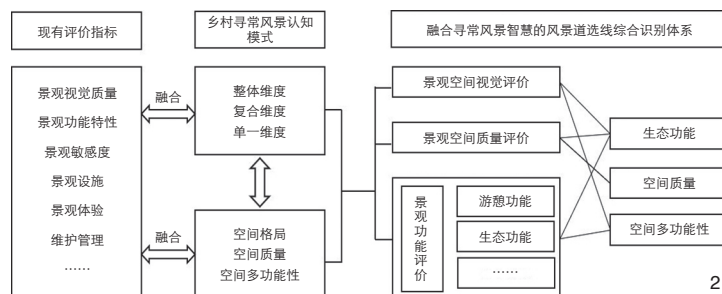 现有评价指标
乡村寻常风景认知
模式
融合寻常风景智慧的风景道选线综合识别体系
景观视觉质量
景观功能特性
景观敏感度
景观设施
景观体验
维护管理
……
融合
融合
整体维度
复合维度
单一维度
空间格局
空间质量
空间多功能性
景观空间视觉评价
景观空间质量评价
景观功能评价
游憩功能
生态功能
……
生态功能
空间质量
空间多功能性
2